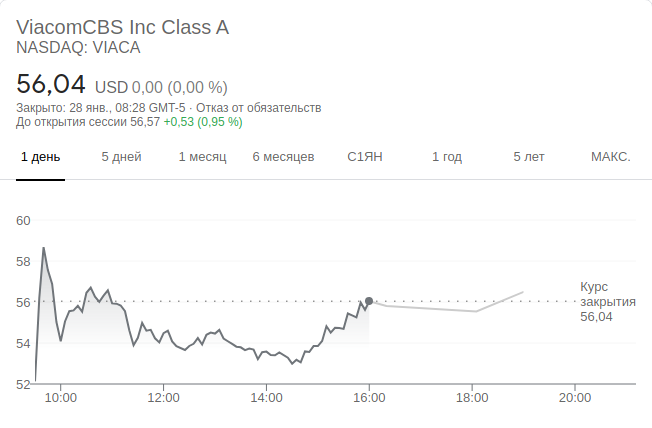 ViacomCBS Inc Class A
NASDAQ: VIACA
56,04 USD 0,00 (0,00 %)
Закрыто: 28 янв., 08:28 GMT-5 · Отказ от обязательств
До открытия сессии 56,57 +0,53 (0,95 %)
1 день 5 дней 1 месяц 6 месяцев С1ЯН 1 год 5 лет МАКС.
60
58
56
54
52
Курс
закрытия
56,04
10:00 12:00 14:00 16:00 18:00 20:00